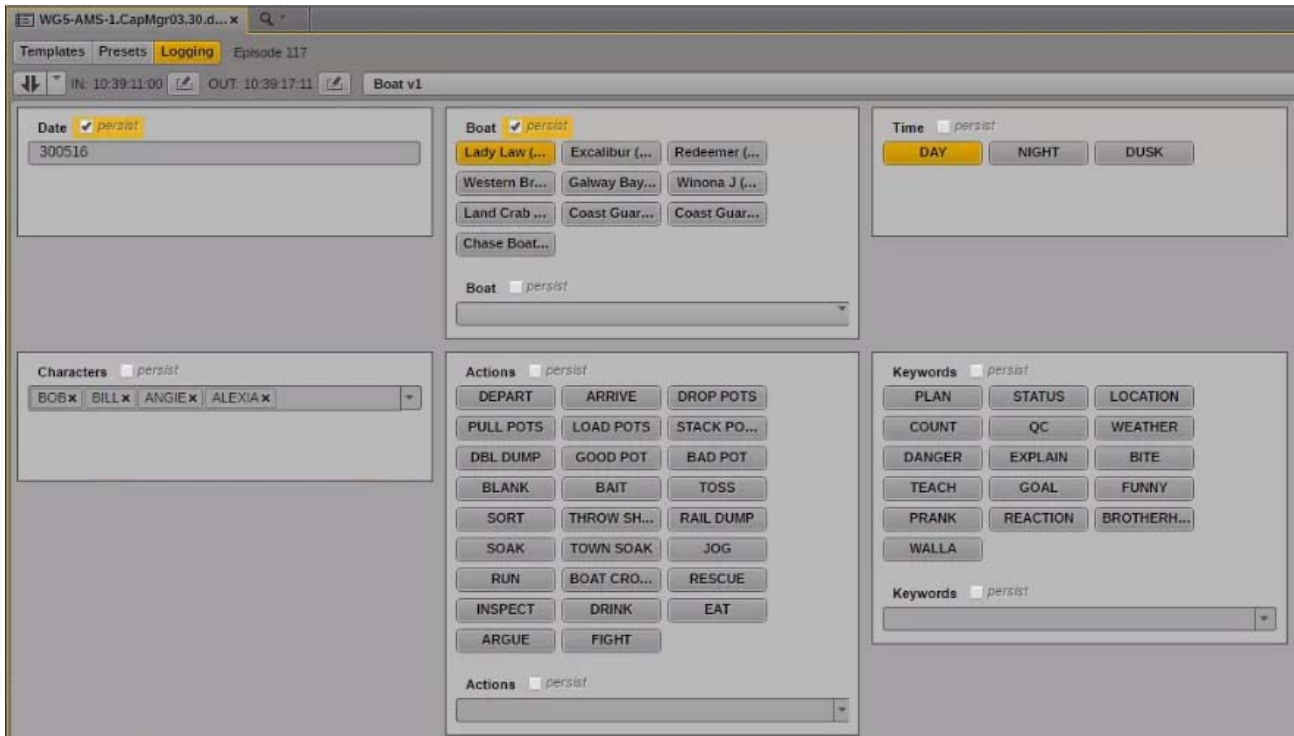 WG5-AMS-1.CapMgr03.30.d... x
Templates Presets Logging Episode 117
IN: 10:39:11:00 OUT: 10:39:17:11 Boat v1
Date persist
300516
Boat persist
Lady Law (... Excalibur (... Redeemer (...
Western Br... Galway Bay... Winona J (...
Land Crab ... Coast Guar... Coast Guar...
Chase Boat...
Boat persist
Time persist
DAY NIGHT DUSK
Characters persist
BOB x BILL x ANGIE x ALEXIA x
Actions persist
DEPART ARRIVE DROP POTS
PULL POTS LOAD POTS STACK PO...
DBL DUMP GOOD POT BAD POT
BLANK BAIT TOSS
SORT THROW SH... RAIL DUMP
SOAK TOWN SOAK JOG
RUN BOAT CRO... RESCUE
INSPECT DRINK EAT
ARGUE FIGHT
Actions persist
Keywords persist
PLAN STATUS LOCATION
COUNT QC WEATHER
DANGER EXPLAIN BITE
TEACH GOAL FUNNY
PRANK REACTION BROTHERH...
WALLA
Keywords persist